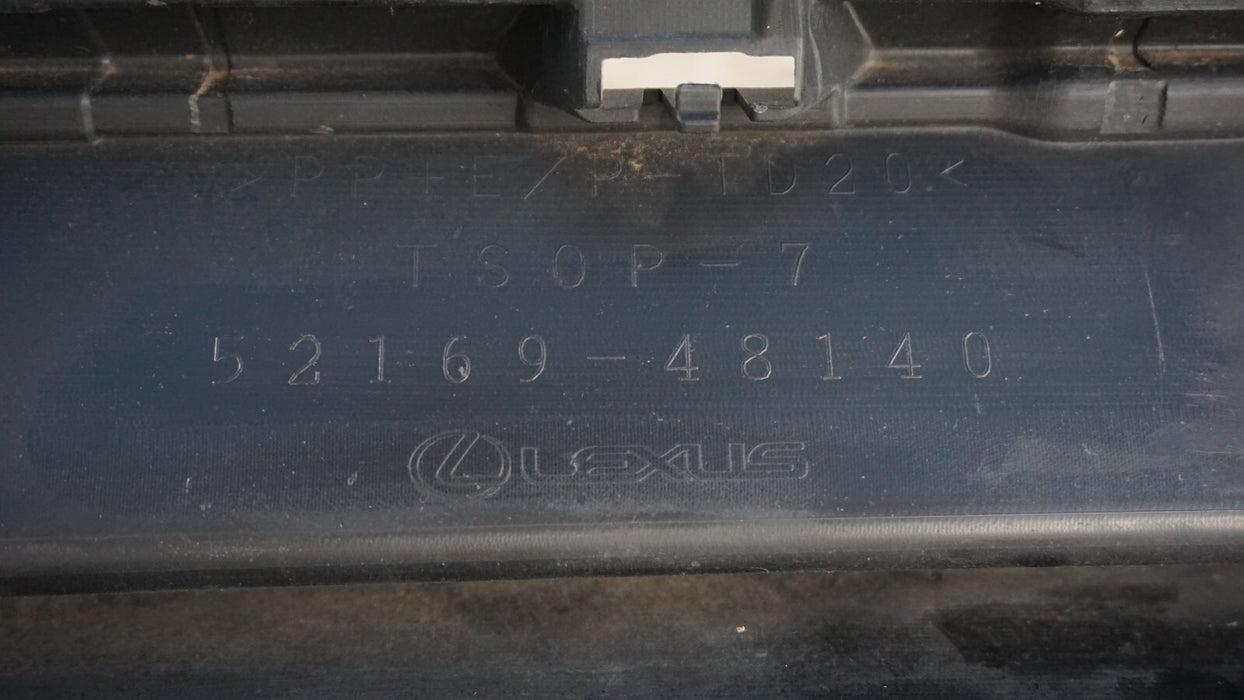 >PP+E/P-TD20<
TSOP-7
52169-48140
LEXUS